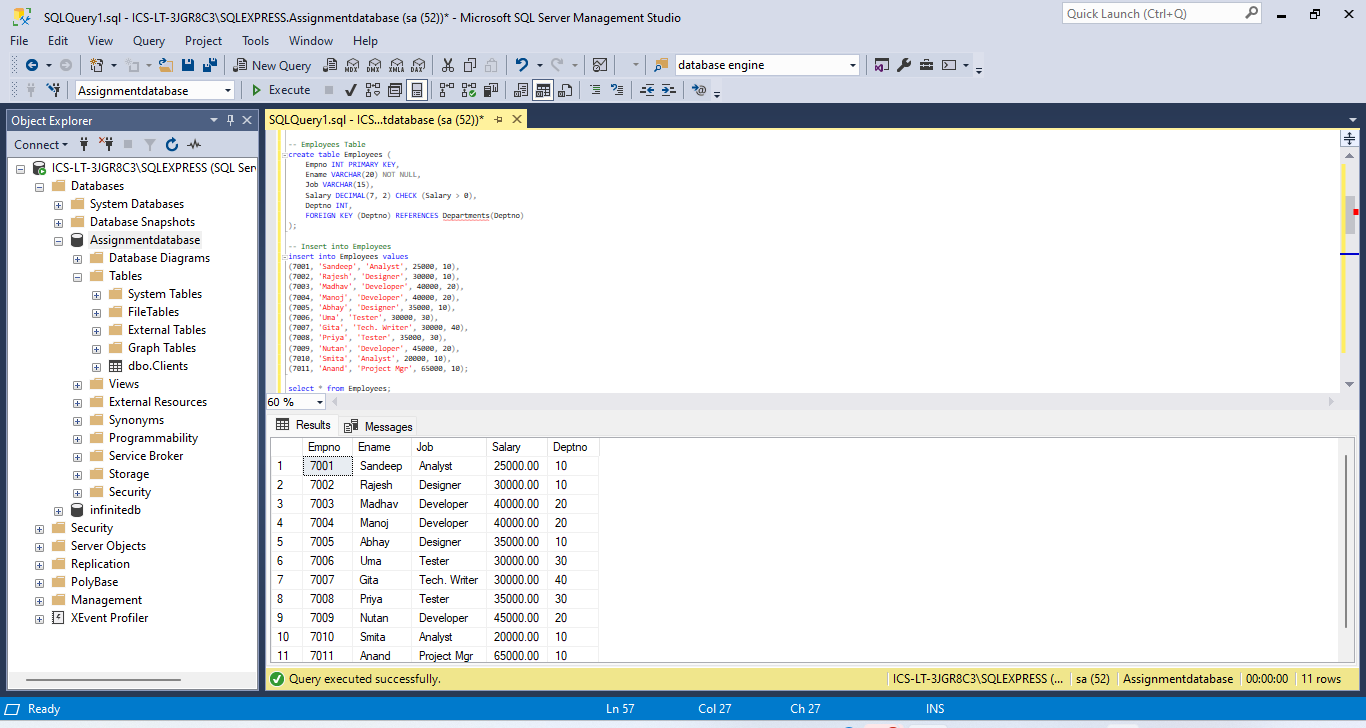 SQLQuery1.sql - ICS-LT-3JGR8C3\SQLEXPRESS.Assignmentdatabase (sa (52))* - Microsoft SQL Server Management Studio
Quick Launch (Ctrl+Q)
File Edit View Query Project Tools Window Help
New Query MDX DMX XMLA DAX database engine
Assignmentdatabase Execute
Object Explorer
SQLQuery1.sql - ICS...tdatabase (sa (52))*
Connect
ICS-LT-3JGR8C3\SQLEXPRESS (SQL Ser
Databases
System Databases
Database Snapshots
Assignmentdatabase
Database Diagrams
Tables
System Tables
FileTables
External Tables
Graph Tables
dbo.Clients
Views
External Resources
Synonyms
Programmability
Service Broker
Storage
Security
infinitedb
Security
Server Objects
Replication
PolyBase
Management
XEvent Profiler
-- Employees Table
create table Employees (
Empno INT PRIMARY KEY,
Ename VARCHAR(20) NOT NULL,
Job VARCHAR(15),
Salary DECIMAL(7, 2) CHECK (Salary > 0),
Deptno INT,
FOREIGN KEY (Deptno) REFERENCES Departments(Deptno)
);
-- Insert into Employees
insert into Employees values
(7001, 'Sandeep', 'Analyst', 25000, 10),
(7002, 'Rajesh', 'Designer', 30000, 10),
(7003, 'Madhav', 'Developer', 40000, 20),
(7004, 'Manoj', 'Developer', 40000, 20),
(7005, 'Abhay', 'Designer', 35000, 10),
(7006, 'Uma', 'Tester', 30000, 30),
(7007, 'Gita', 'Tech. Writer', 30000, 40),
(7008, 'Priya', 'Tester', 35000, 30),
(7009, 'Nutan', 'Developer', 45000, 20),
(7010, 'Smita', 'Analyst', 20000, 10),
(7011, 'Anand', 'Project Mgr', 65000, 10);
select * from Employees;
60 %
Results Messages
Empno Ename Job Salary Deptno
1 7001 Sandeep Analyst 25000.00 10
2 7002 Rajesh Designer 30000.00 10
3 7003 Madhav Developer 40000.00 20
4 7004 Manoj Developer 40000.00 20
5 7005 Abhay Designer 35000.00 10
6 7006 Uma Tester 30000.00 30
7 7007 Gita Tech. Writer 30000.00 40
8 7008 Priya Tester 35000.00 30
9 7009 Nutan Developer 45000.00 20
10 7010 Smita Analyst 20000.00 10
11 7011 Anand Project Mgr 65000.00 10
Query executed successfully. ICS-LT-3JGR8C3\SQLEXPRESS (... sa (52) Assignmentdatabase 00:00:00 11 rows
Ready Ln 57 Col 27 Ch 27 INS